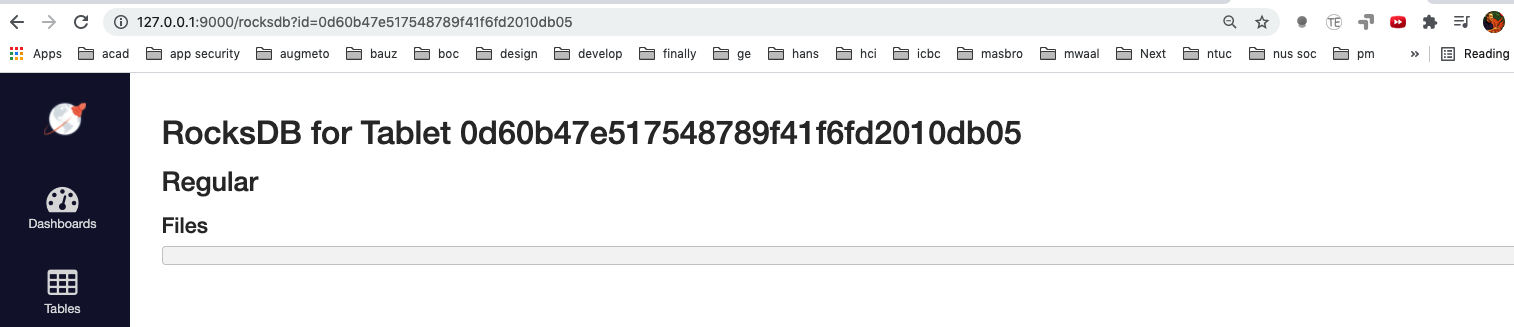 127.0.0.1:9000/rocksdb?id=0d60b47e517548789f41f6fd2010db05
TE
Apps acad app security augmeto bauz boc design develop finally ge hans hci icbc masbro mwaal Next ntuc nus soc pm » Reading
RocksDB for Tablet 0d60b47e517548789f41f6fd2010db05
Regular
Files
Dashboards
Tables